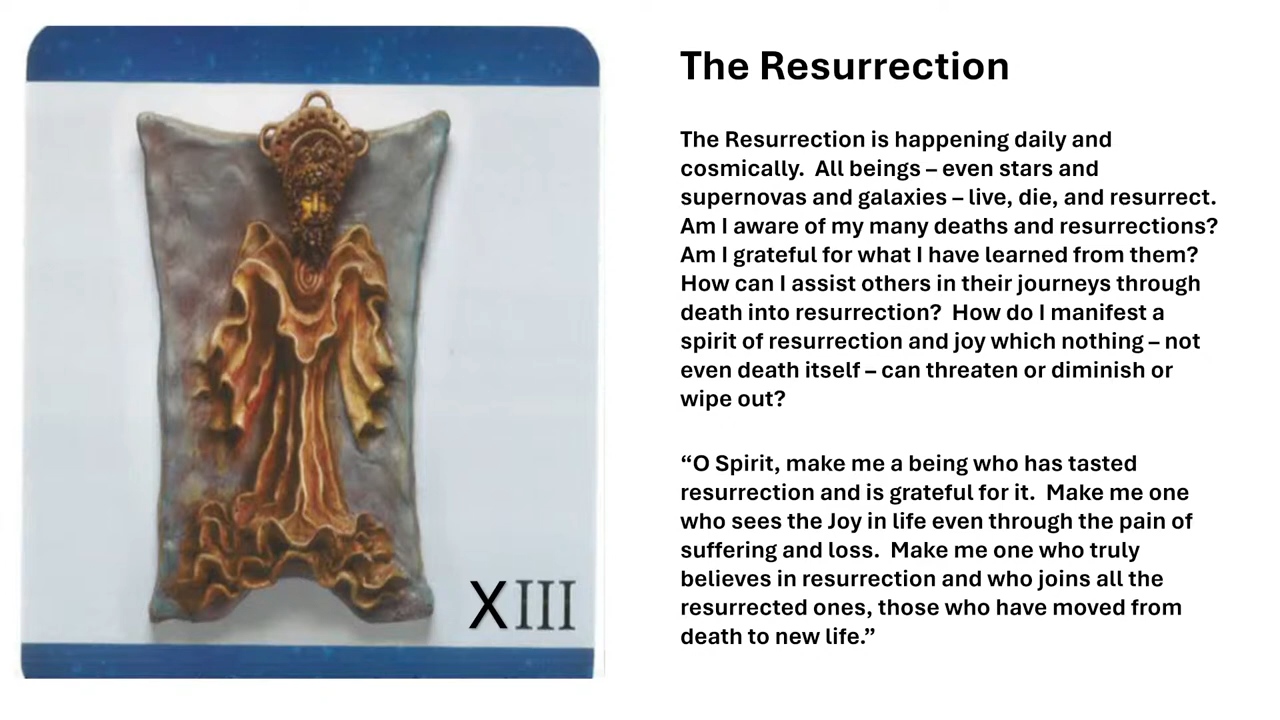 The Resurrection
The Resurrection is happening daily and
cosmically.  All beings – even stars and
supernovas and galaxies – live, die, and resurrect.
Am I aware of my many deaths and resurrections?
Am I grateful for what I have learned from them?
How can I assist others in their journeys through
death into resurrection?  How do I manifest a
spirit of resurrection and joy which nothing – not
even death itself – can threaten or diminish or
wipe out?
“O Spirit, make me a being who has tasted
resurrection and is grateful for it.  Make me one
who sees the Joy in life even through the pain of
suffering and loss.  Make me one who truly
believes in resurrection and who joins all the
resurrected ones, those who have moved from
death to new life.”
XIII